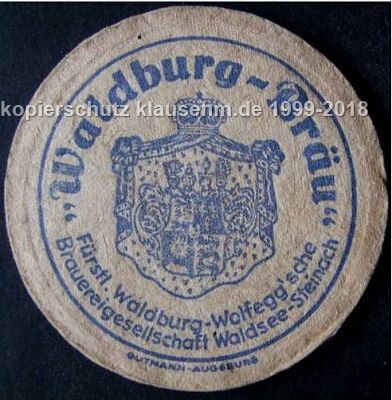 „Waldburg-Bräu“
kopierschutz klausehm.de 1999-2018
Fürstl. Waldburg-Wolfegg'sche
Brauereigesellschaft Waldsee-Steinach
GUTMANN-AUGSBURG